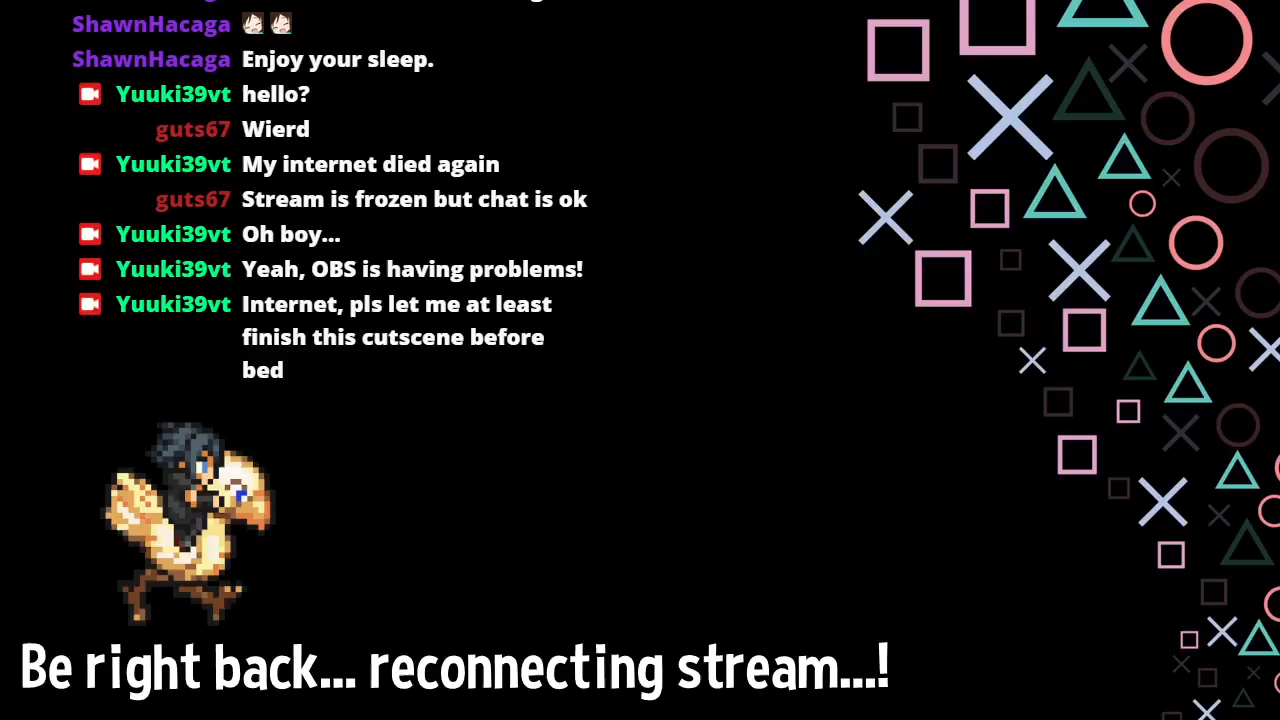 ShawnHacaga
ShawnHacaga Enjoy your sleep.
Yuuki39vt hello?
guts67 Wierd
Yuuki39vt My internet died again
guts67 Stream is frozen but chat is ok
Yuuki39vt Oh boy...
Yuuki39vt Yeah, OBS is having problems!
Yuuki39vt Internet, pls let me at least
finish this cutscene before
bed
Be right back... reconnecting stream...!